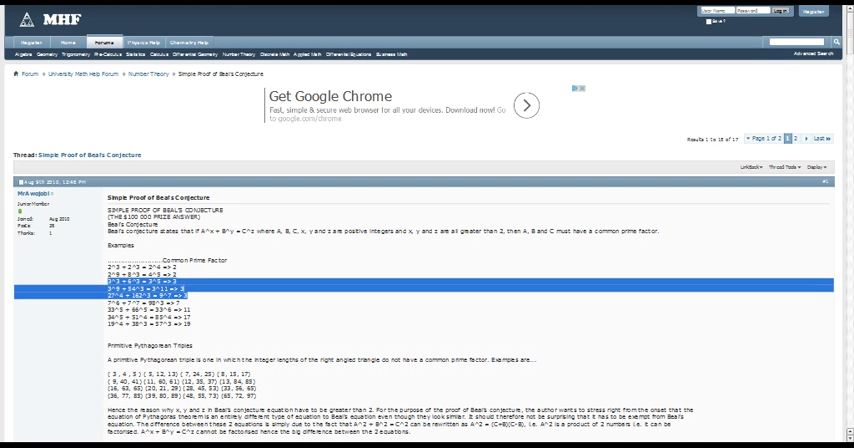 MHF
User Name
Password
Log in
Register
Save?
Register
Home
Forums
Physics Help
Chemistry Help
Algebra Geometry Trigonometry Pre-Calculus Statistics Calculus Differential Geometry Number Theory Discrete Math Applied Math Differential Equations Business Math
Advanced Search
Forum University Math Help Forum Number Theory Simple Proof of Beal's Conjecture
Get Google Chrome
Fast, simple & secure web browser for all your devices. Download now! Go
to google.com/chrome
Results 1 to 15 of 17
Page 1 of 2 1 2 Last
Thread: Simple Proof of Beal's Conjecture
LinkBack Thread Tools Display
Aug 9th 2010, 12:46 PM
#1
MrAwojobi
Junior Member
Joined: Aug 2010
Posts: 28
Thanks: 1
Simple Proof of Beal's Conjecture
SIMPLE PROOF OF BEAL'S CONJECTURE
(THE $100 000 PRIZE ANSWER)
Beal's Conjecture
Beal's conjecture states that if A^x + B^y = C^z where A, B, C, x, y and z are positive integers and x, y and z are all greater than 2, then A, B and C must have a common prime factor.
Examples
........................Common Prime Factor
2^3 + 2^3 = 2^4 => 2
2^9 + 8^3 = 4^5 => 2
3^3 + 6^3 = 3^5 => 3
3^9 + 54^3 = 3^11 => 3
27^4 + 162^3 = 9^7 => 3
7^6 + 7^7 = 98^3 => 7
33^5 + 66^5 = 33^6 => 11
34^5 + 51^4 = 85^4 => 17
19^4 + 38^3 = 57^3 => 19
Primitive Pythagorean Triples
A primitive Pythagorean triple is one in which the integer lengths of the right angled triangle do not have a common prime factor. Examples are...
( 3 , 4 , 5 ) ( 5, 12, 13) ( 7, 24, 25) ( 8, 15, 17)
( 9, 40, 41) (11, 60, 61) (12, 35, 37) (13, 84, 85)
(16, 63, 65) (20, 21, 29) (28, 45, 53) (33, 56, 65)
(36, 77, 85) (39, 80, 89) (48, 55, 73) (65, 72, 97)
Hence the reason why x, y and z in Beal's conjecture equation have to be greater than 2. For the purpose of the proof of Beal's conjecture, the author wants to stress right from the onset that the
equation of Pythagoras theorem is an entirely different type of equation to Beal's equation even though they look similar. It should therefore not be surprising that it has to be exempt from Beal's
equation. The difference between these 2 equations is simply due to the fact that A^2 + B^2 = C^2 can be rewritten as A^2 = (C+B)(C-B), i.e. A^2 is a product of 2 numbers i.e. it can be
factorised. A^x + B^y = C^z cannot be factorised hence the big difference between the 2 equations.